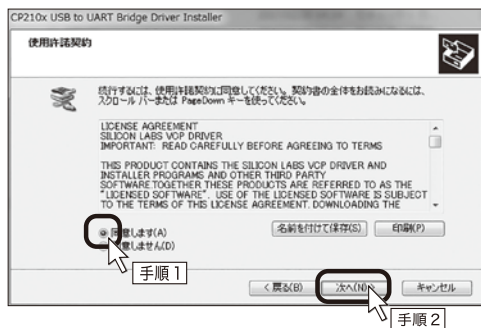 CP210x USB to UART Bridge Driver Installer
使用許諾契約
続行するには、使用許諾契約に同意してください。契約書の全体をお読みになるには、
スクロール バーまたは PageDown キーを使ってください。
LICENSE AGREEMENT
SILICON LABS VCP DRIVER
IMPORTANT: READ CAREFULLY BEFORE AGREEING TO TERMS
THIS PRODUCT CONTAINS THE SILICON LABS VCP DRIVER AND
INSTALLER PROGRAMS AND OTHER THIRD PARTY
SOFTWARE.TOGETHER THESE PRODUCTS ARE REFERRED TO AS THE
"LICENSED SOFTWARE". USE OF THE LICENSED SOFTWARE IS SUBJECT
TO THE TERMS OF THIS LICENSE AGREEMENT. DOWNLOADING THE
同意します(A)
名前を付けて保存(S)
印刷(P)
意しません(D)
手順1
< 戻る(B)
次へ(N)
キャンセル
手順2